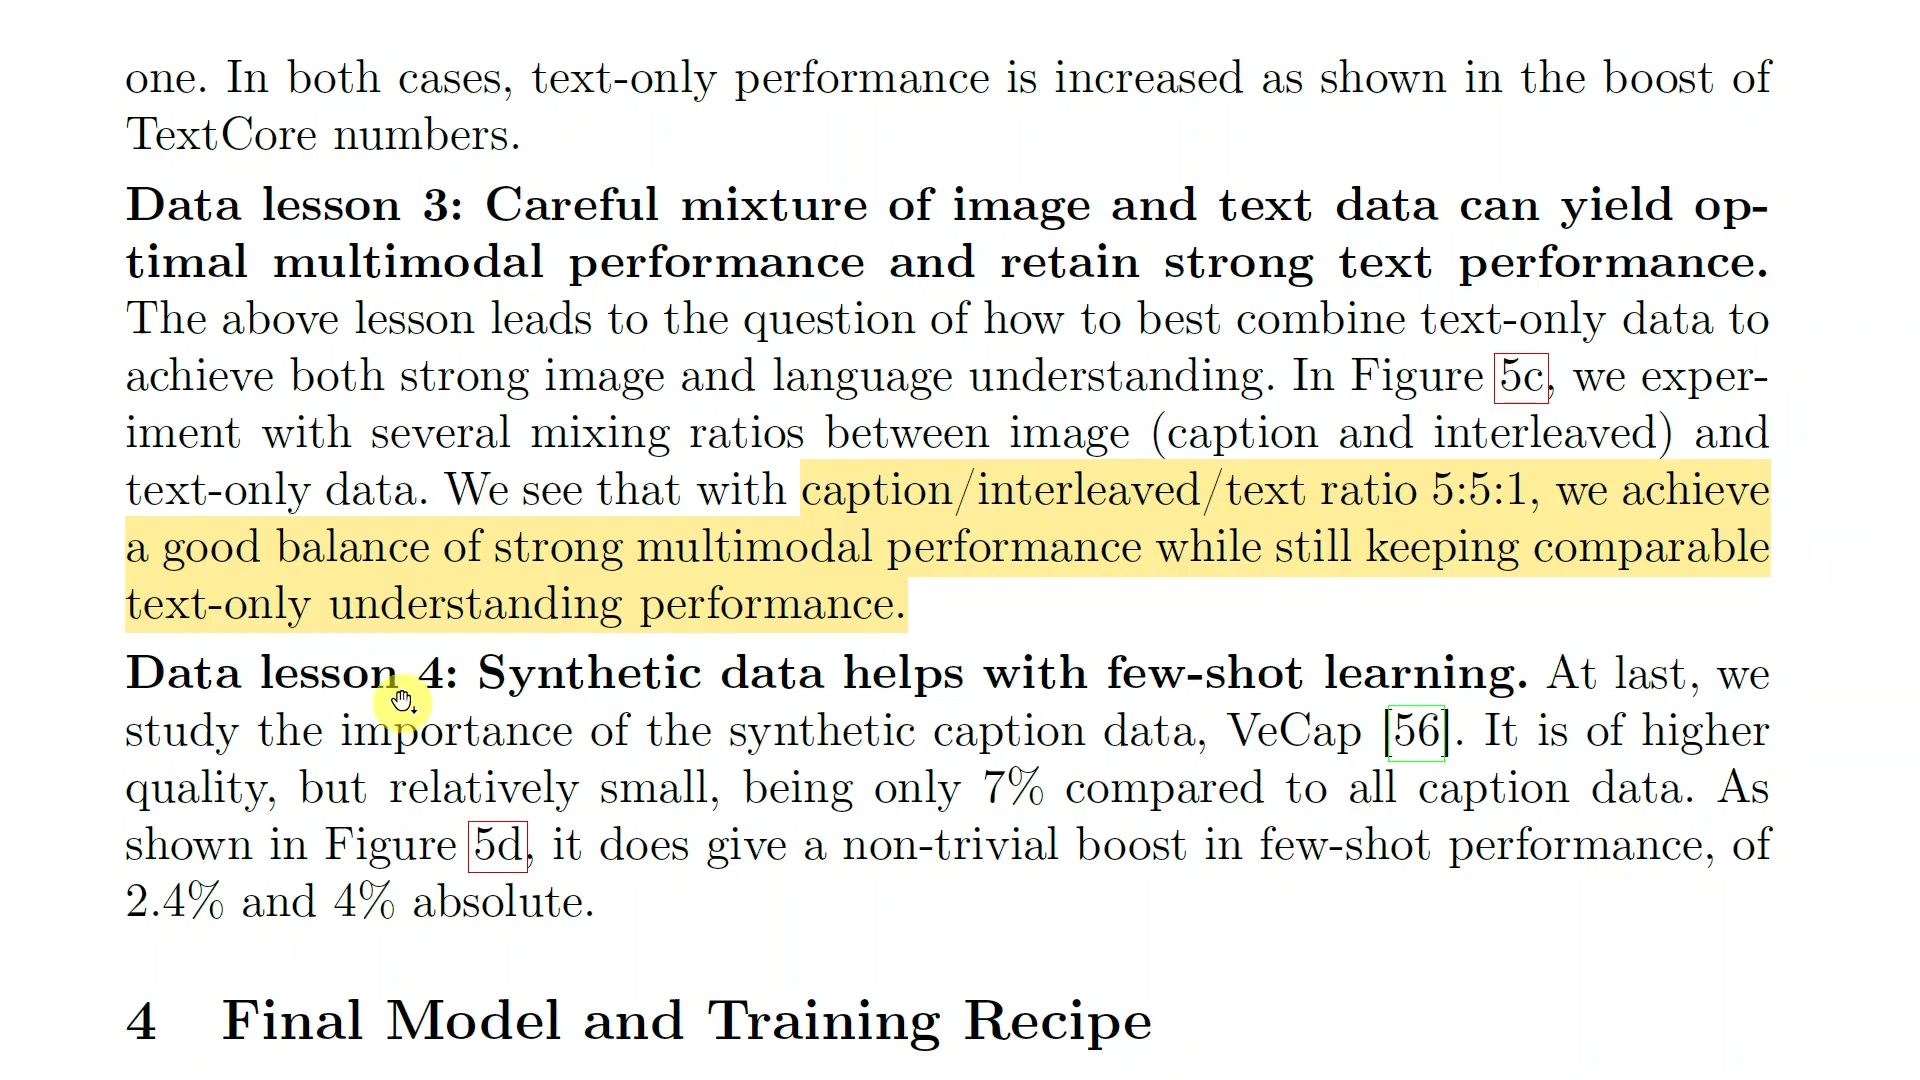 one. In both cases, text-only performance is increased as shown in the boost of
TextCore numbers.
Data lesson 3: Careful mixture of image and text data can yield op-
timal multimodal performance and retain strong text performance.
The above lesson leads to the question of how to best combine text-only data to
achieve both strong image and language understanding. In Figure 5c, we exper-
iment with several mixing ratios between image (caption and interleaved) and
text-only data. We see that with caption/interleaved/text ratio 5:5:1, we achieve
a good balance of strong multimodal performance while still keeping comparable
text-only understanding performance.
Data lesson 4: Synthetic data helps with few-shot learning. At last, we
study the importance of the synthetic caption data, VeCap [56]. It is of higher
quality, but relatively small, being only 7% compared to all caption data. As
shown in Figure 5d, it does give a non-trivial boost in few-shot performance, of
2.4% and 4% absolute.
4 Final Model and Training Recipe